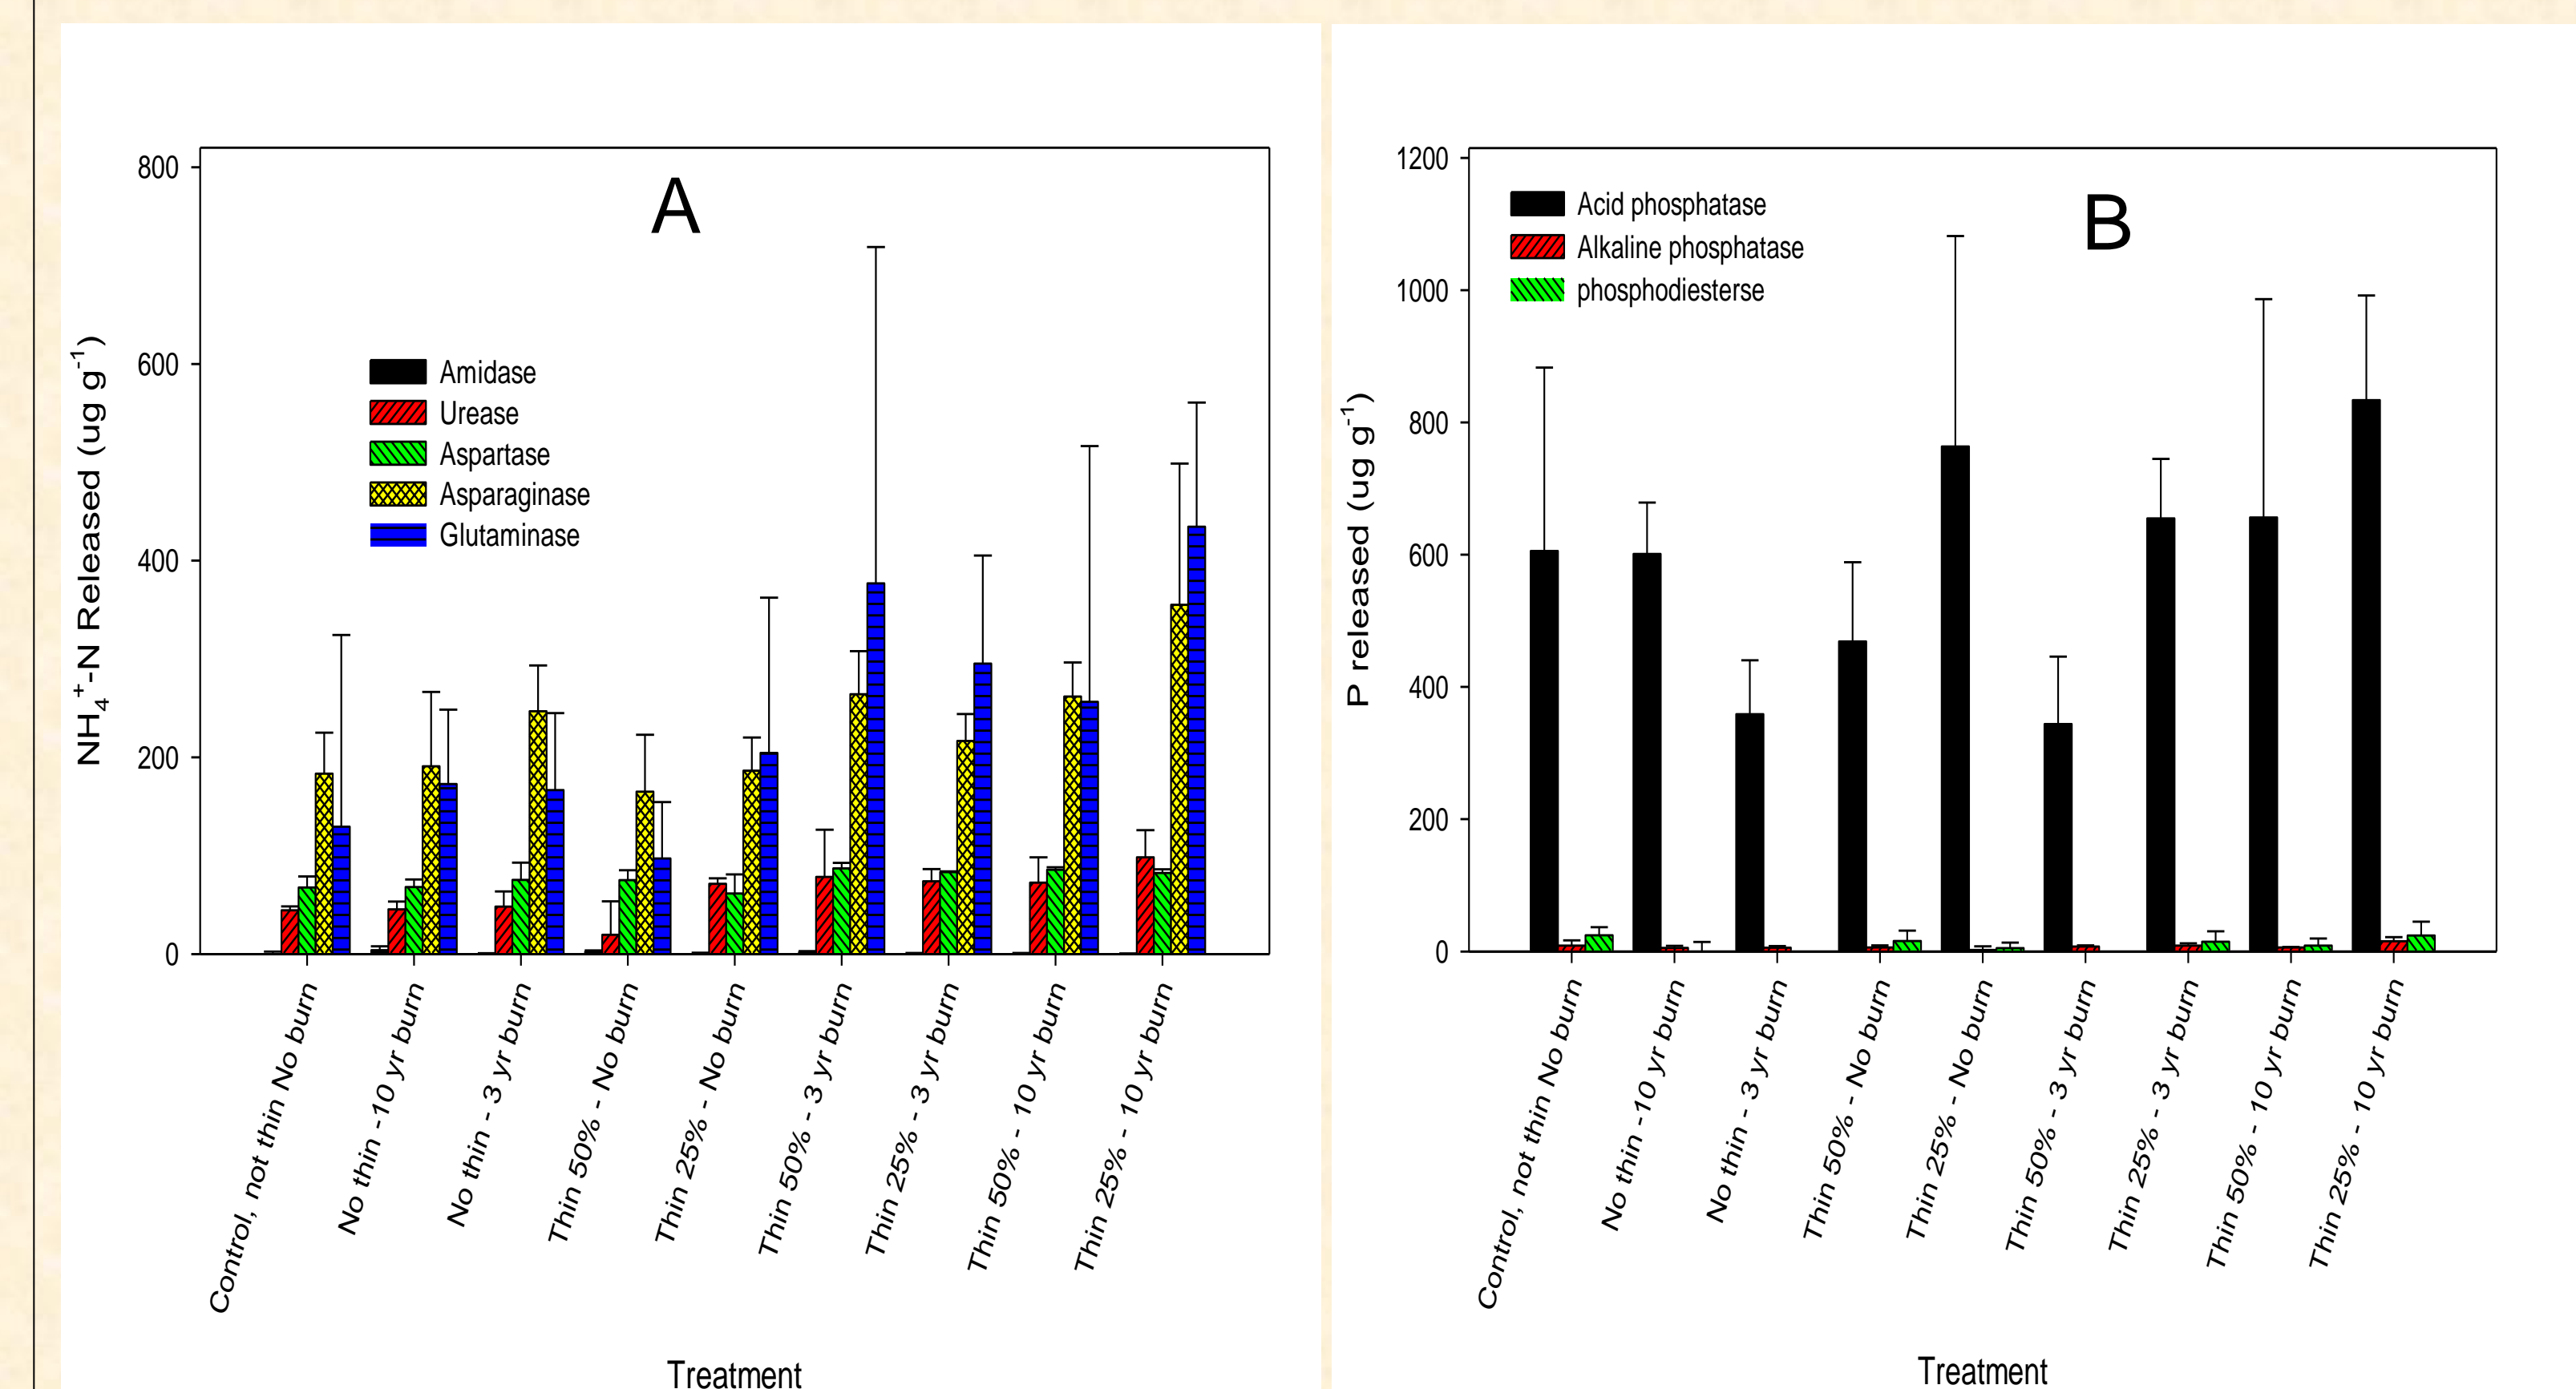 A
800
600
400
200
0
NH4+-N Released (ug g-1)
Amidase
Urease
Aspartase
Asparaginase
Glutaminase
Control, not thin No burn
No thin -10 yr burn
No thin - 3 yr burn
Thin 50% - No burn
Thin 25% - No burn
Thin 50% - 3 yr burn
Thin 25% - 3 yr burn
Thin 50% - 10 yr burn
Thin 25% - 10 yr burn
Treatment
B
1200
1000
800
600
400
200
0
P released (ug g-1)
Acid phosphatase
Alkaline phosphatase
phosphodiesterse
Control, not thin No burn
No thin -10 yr burn
No thin - 3 yr burn
Thin 50% - No burn
Thin 25% - No burn
Thin 50% - 3 yr burn
Thin 25% - 3 yr burn
Thin 50% - 10 yr burn
Thin 25% - 10 yr burn
Treatment